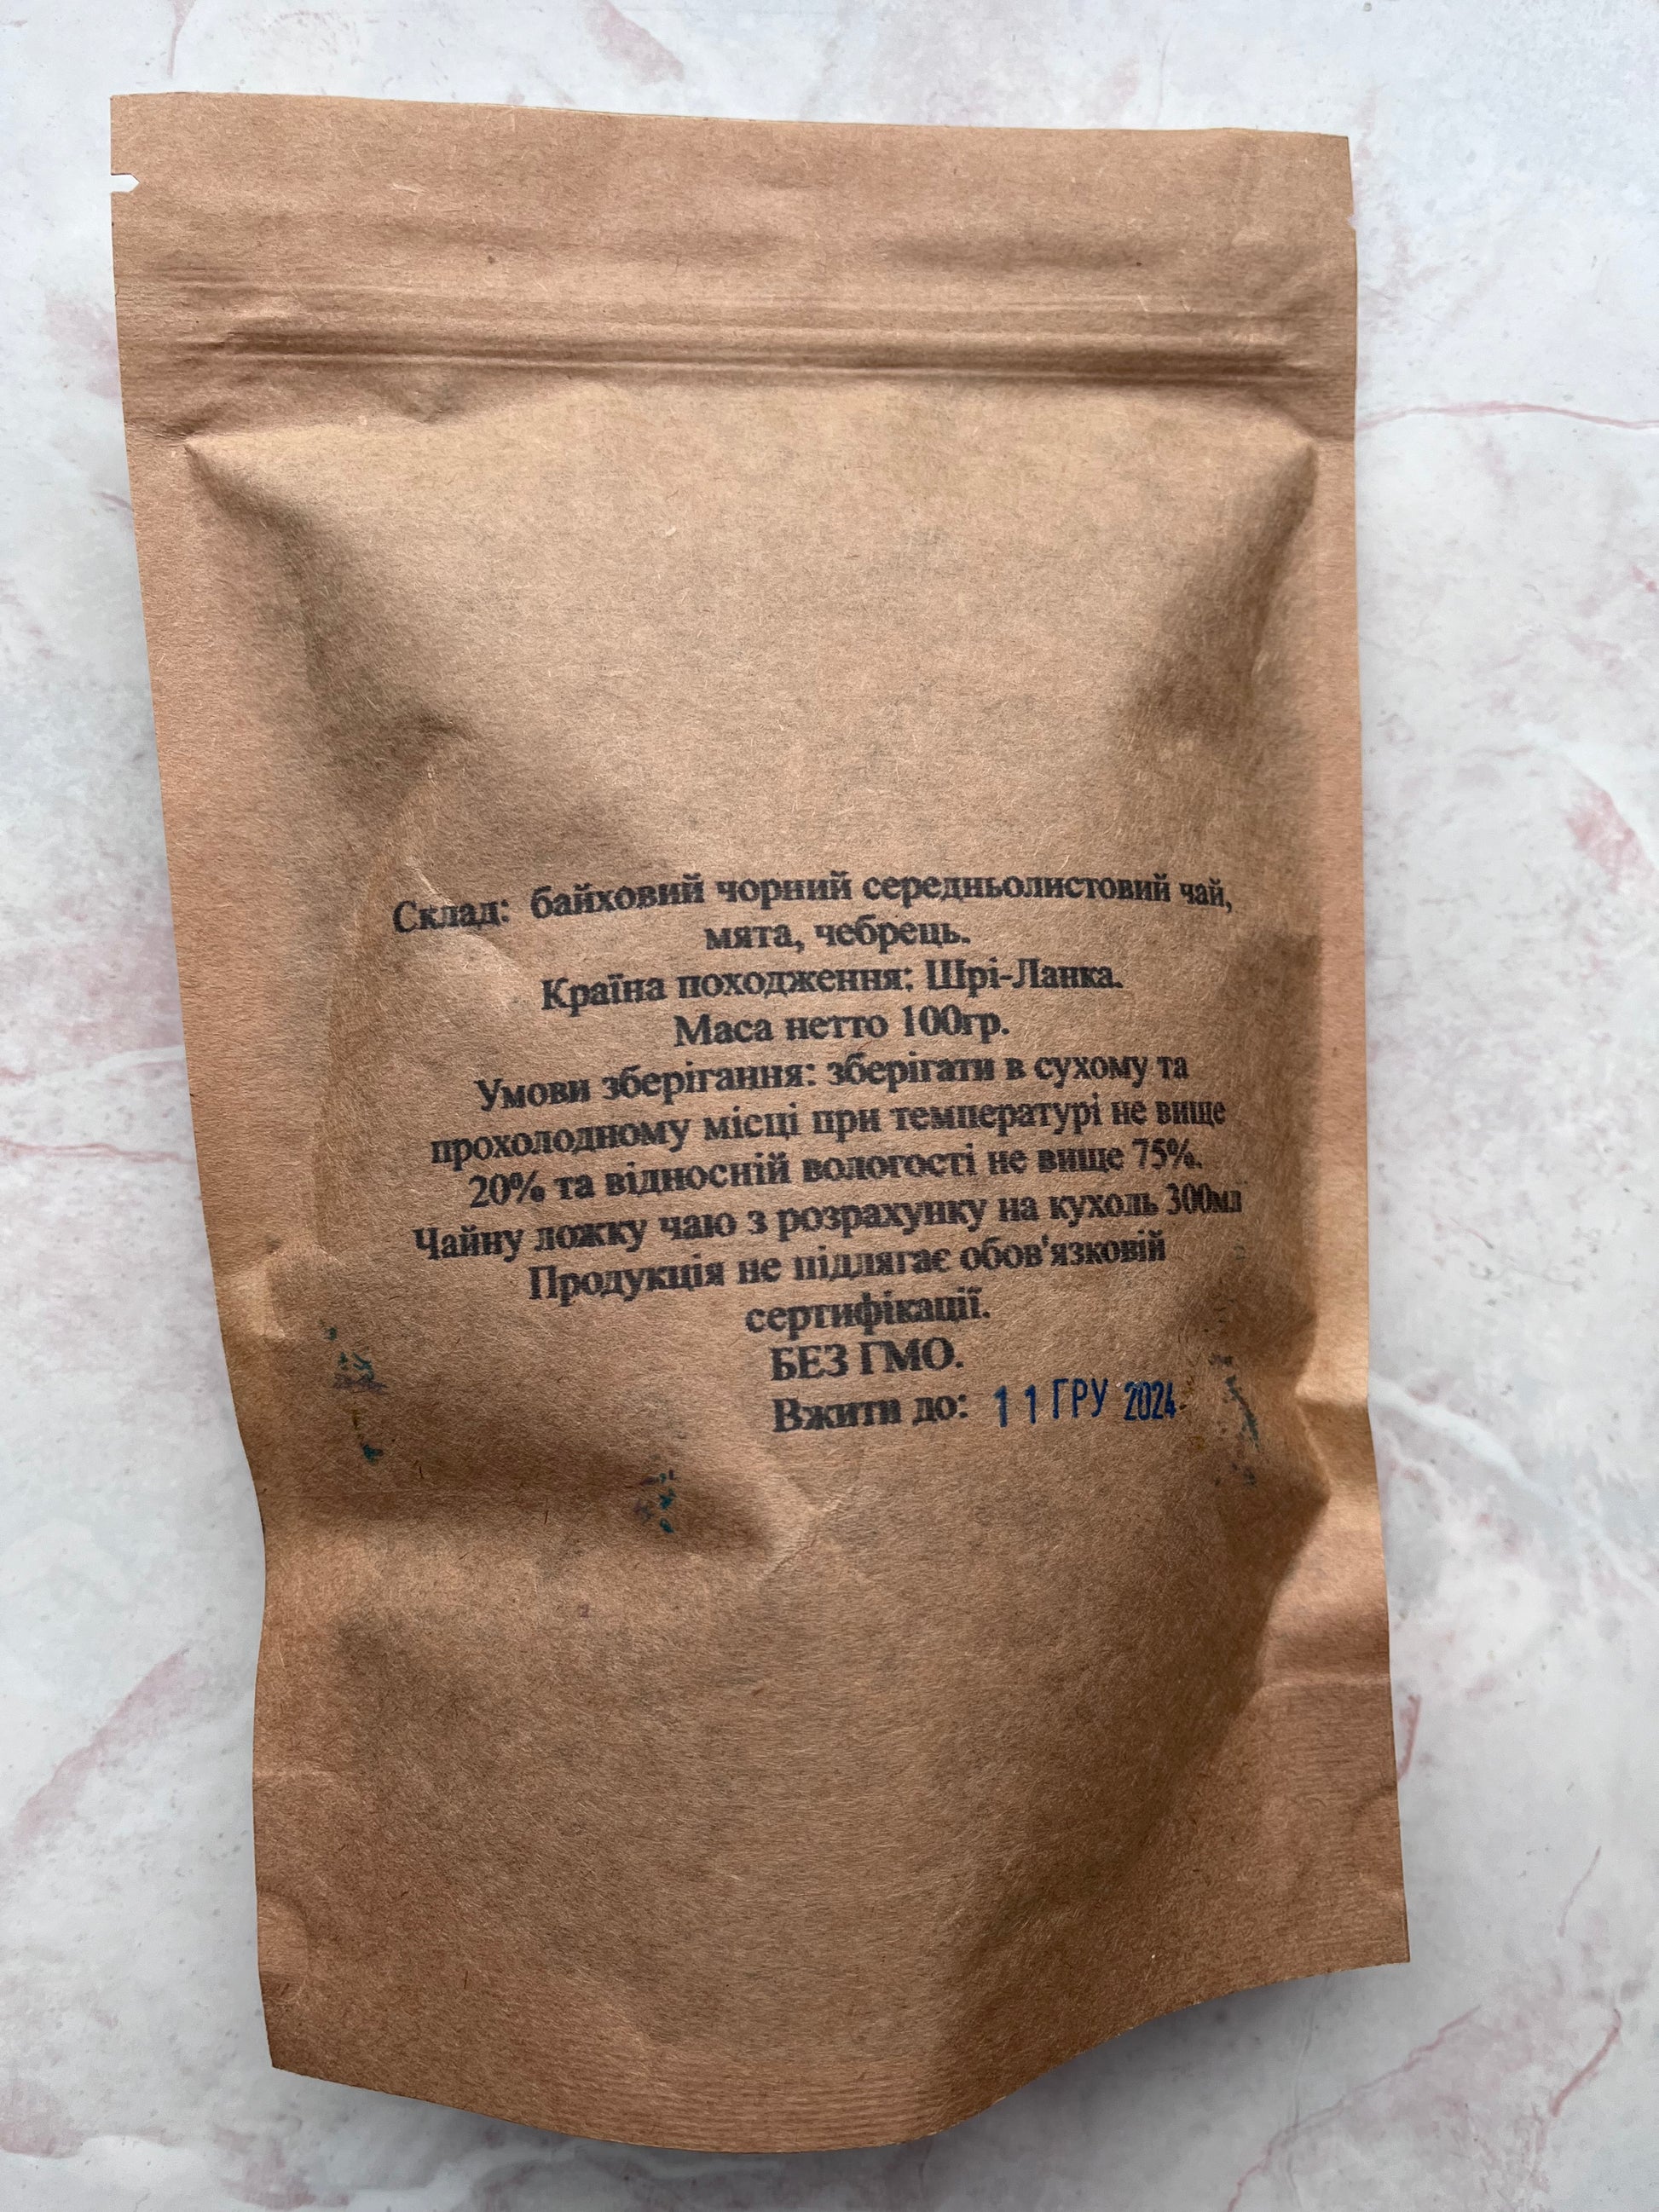 Склад: байховий чорний середньолистовий чай,
мята, чебрець.
Країна походження: Шрі-Ланка.
Маса нетто 100гр.
Умови зберігання: зберігати в сухому та
прохолодному місці при температурі не вище
20% та відносній вологості не вище 75%.
Чайну ложку чаю з розрахунку на кухоль 300мл
Продукція не підлягає обов'язковій
сертифікації.
БЕЗ ГМО.
Вжити до: 11 ГРУ 2024